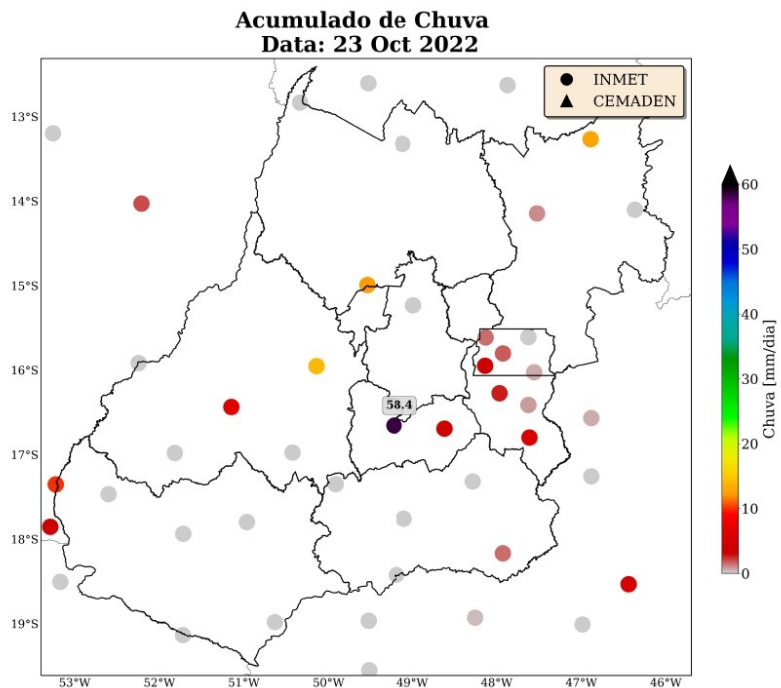 Acumulado de Chuva
Data: 23 Oct 2022
INMET
CEMADEN
13°S
14°S
15°S
16°S
17°S
18°S
19°S
58.4
53°W 52°W 51°W 50°W 49°W 48°W 47°W 46°W
60
50
40
30
20
10
0
Chuva [mm/dia]